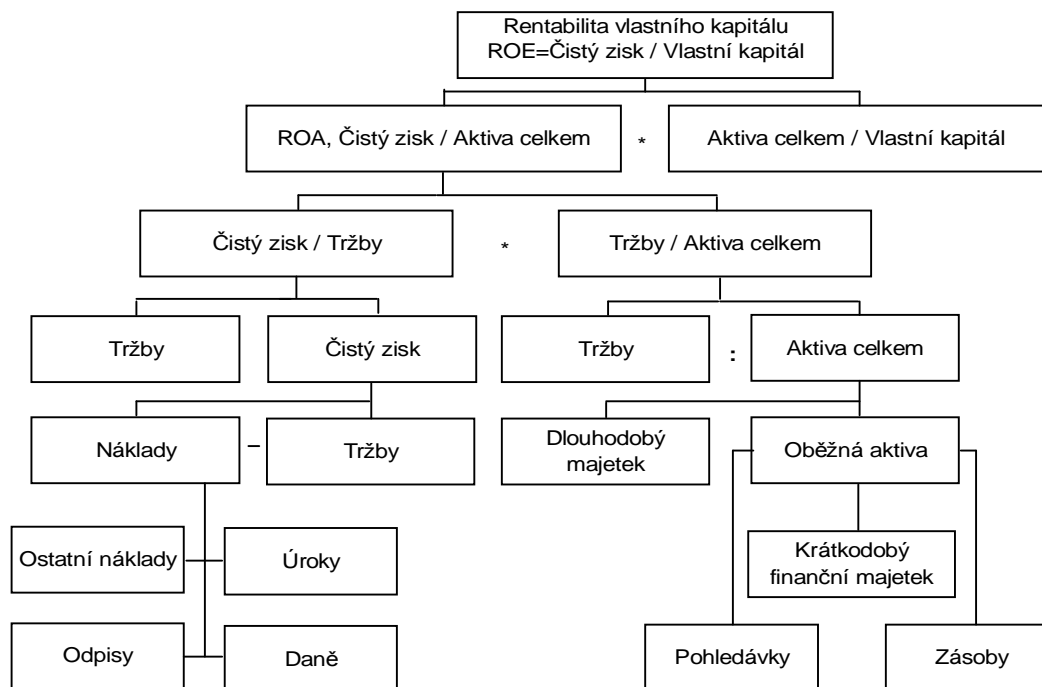 Rentabilita vlastního kapitálu
ROE=Čistý zisk / Vlastní kapitál
ROA, Čistý zisk / Aktiva celkem
*
Aktiva celkem / Vlastní kapitál
Čistý zisk / Tržby
*
Tržby / Aktiva celkem
Tržby
Čistý zisk
Tržby
:
Aktiva celkem
Náklady
–
Tržby
Dlouhodobý
majetek
Oběžná aktiva
Ostatní náklady
Úroky
Krátkodobý
finanční majetek
Odpisy
Daně
Pohledávky
Zásoby